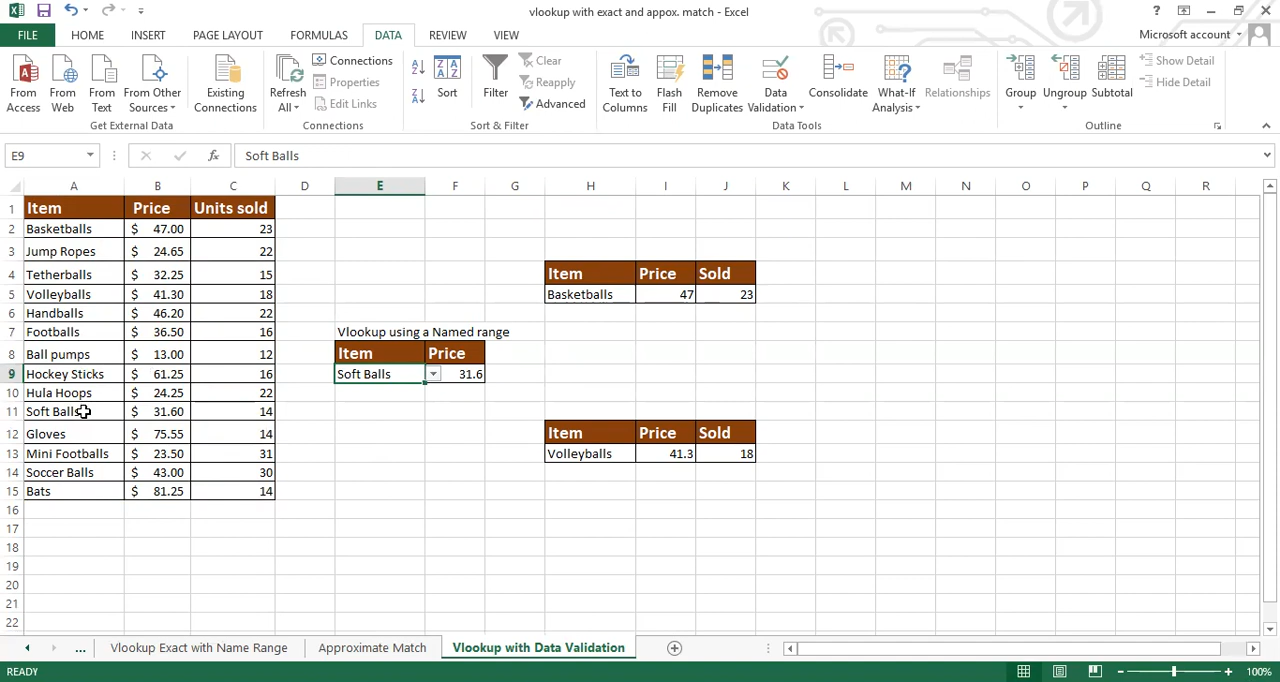 vlookup with exact and appox. match - Excel
FILE HOME INSERT PAGE LAYOUT FORMULAS DATA REVIEW VIEW Microsoft account
From Access
From Web
From Text
From Other Sources
Existing Connections
Refresh All
Connections
Properties
Edit Links
Sort
Filter
Clear
Reapply
Advanced
Text to Columns
Flash Fill
Remove Duplicates
Data Validation
Consolidate
What-If Analysis
Relationships
Group
Ungroup
Subtotal
Show Detail
Hide Detail
Get External Data Connections Sort & Filter Data Tools Outline
E9 fx Soft Balls
A B C D E F G H I J K L M N O P Q R
1 Item Price Units sold
2 Basketballs $ 47.00 23
3 Jump Ropes $ 24.65 22
4 Tetherballs $ 32.25 15 Item Price Sold
5 Volleyballs $ 41.30 18 Basketballs 47 23
6 Handballs $ 46.20 22
7 Footballs $ 36.50 16 Vlookup using a Named range
8 Ball pumps $ 13.00 12 Item Price
9 Hockey Sticks $ 61.25 16 Soft Balls 31.6
10 Hula Hoops $ 24.25 22
11 Soft Balls $ 31.60 14
12 Gloves $ 75.55 14 Item Price Sold
13 Mini Footballs $ 23.50 31 Volleyballs 41.3 18
14 Soccer Balls $ 43.00 30
15 Bats $ 81.25 14
16
17
18
19
20
21
22
... Vlookup Exact with Name Range Approximate Match Vlookup with Data Validation
READY 100%